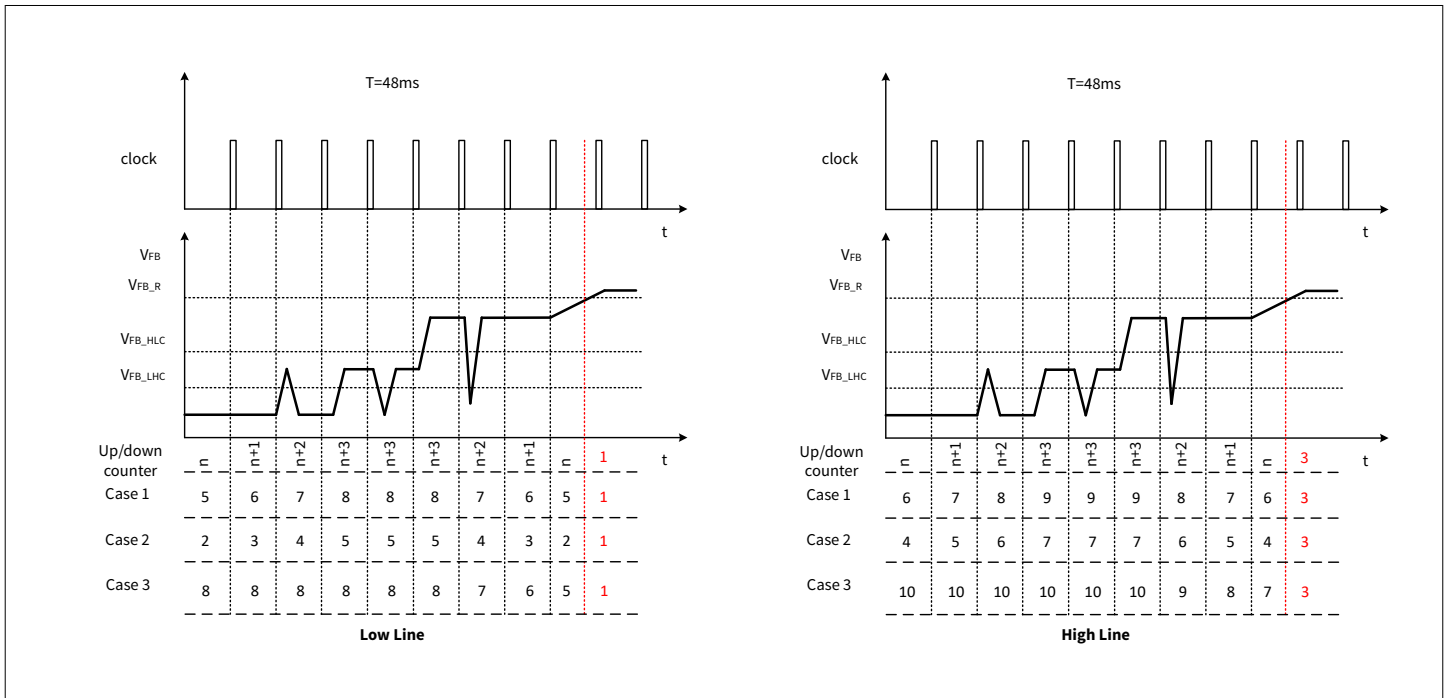 T=48ms
clock
t
VFB
VFB_R
VFB_HLC
VFB_LHC
Up/down counter n n+1 n+2 n+3 n+3 n+3 n+2 n+1 n 1 t
Case 1 5 6 7 8 8 8 7 6 5 1
Case 2 2 3 4 5 5 5 4 3 2 1
Case 3 8 8 8 8 8 8 7 6 5 1
Low Line
T=48ms
clock
t
VFB
VFB_R
VFB_HLC
VFB_LHC
Up/down counter n n+1 n+2 n+3 n+3 n+3 n+2 n+1 n 3 t
Case 1 6 7 8 9 9 9 8 7 6 3
Case 2 4 5 6 7 7 7 6 5 4 3
Case 3 10 10 10 10 10 10 9 8 7 3
High Line